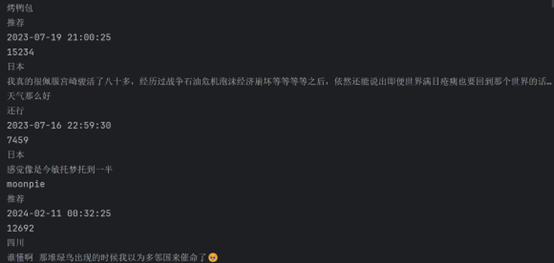 烤鸭包
推荐
2023-07-19 21:00:25
15234
日本
我真的很佩服宫崎骏活了八十多，经历过战争石油危机泡沫经济崩坏等等等等之后，依然还能说出即便世界满目疮痍也要回到那个世界的话…
天气那么好
还行
2023-07-16 22:59:30
7459
日本
感觉像是今敏托梦托到一半
moonpie
推荐
2024-02-11 00:32:25
12692
四川
谁懂啊 那堆绿鸟出现的时候我以为多邻国来催命了🥺